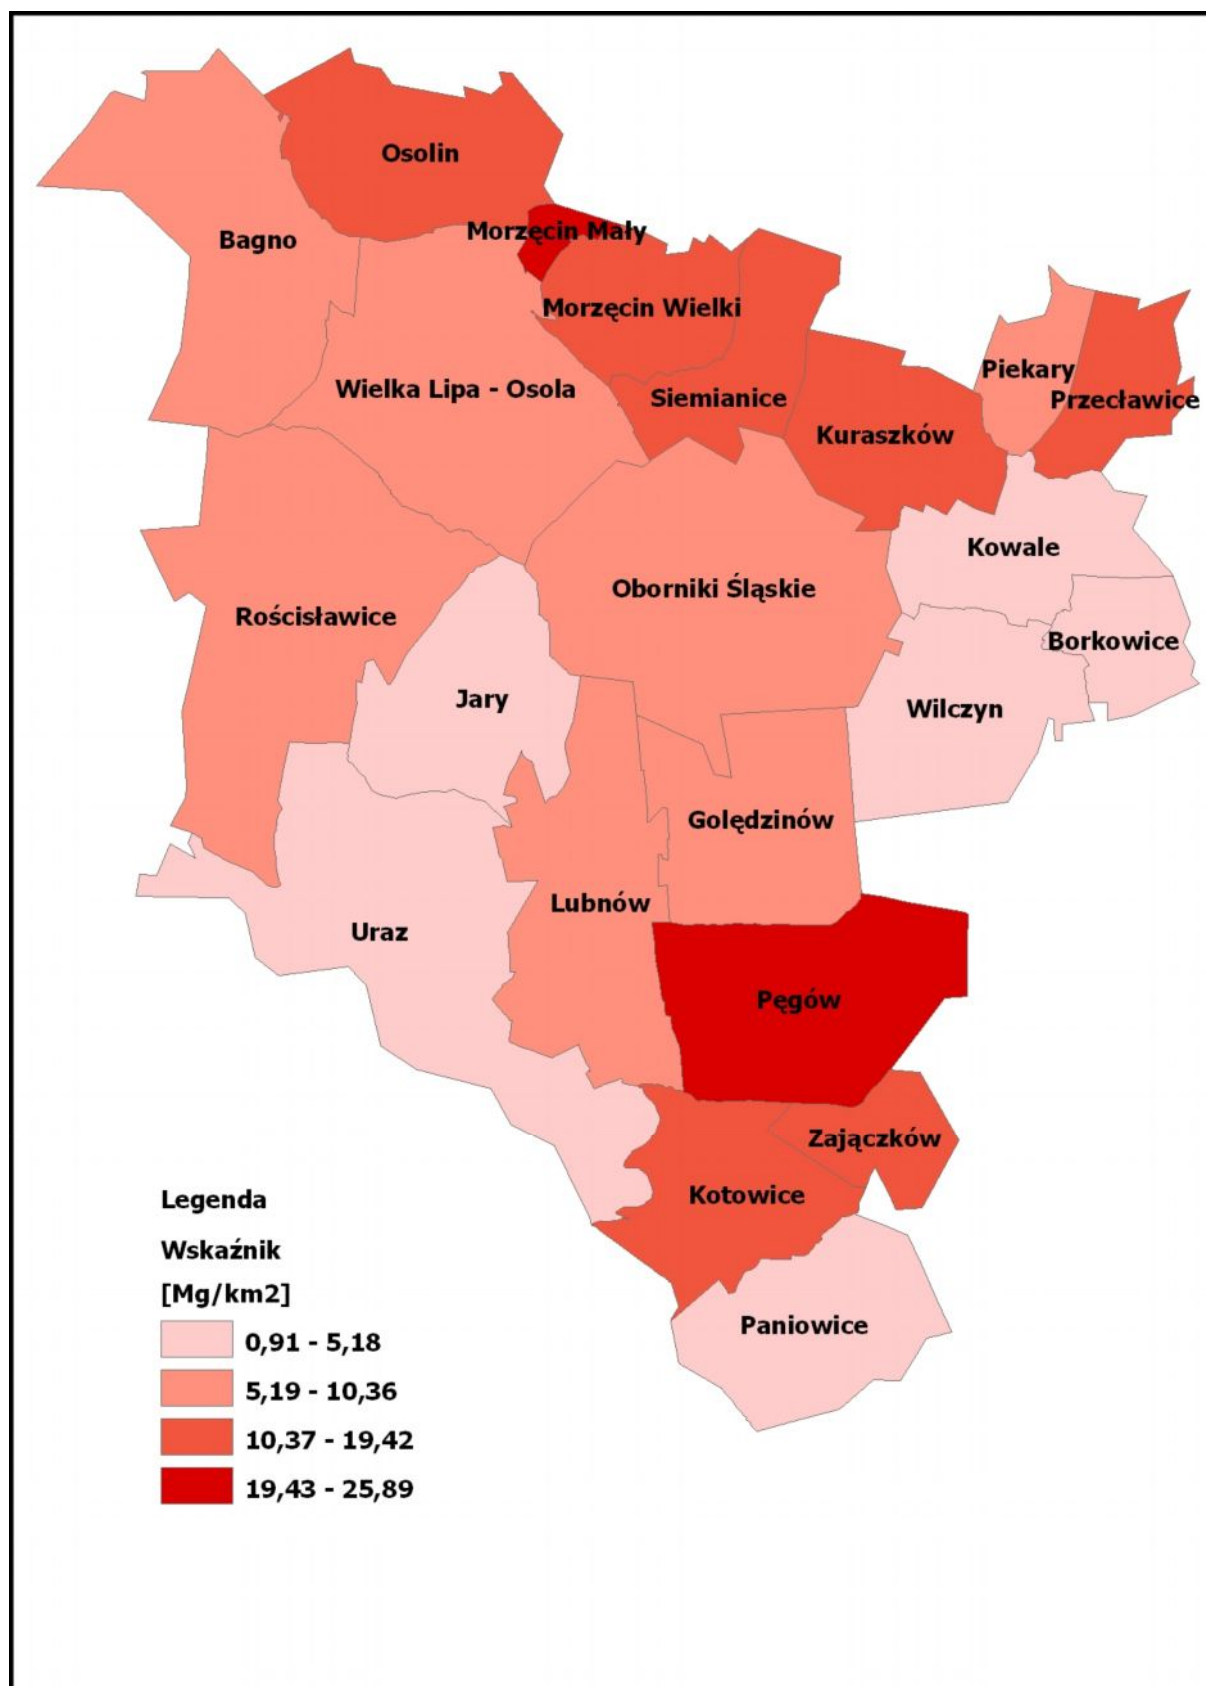 Osolin
Morzęcin Mały
Bagno
Morzęcin Wielki
Piekary
Wielka Lipa - Osola
Siemianice
Przecławice
Kuraszków
Kowale
Oborniki Śląskie
Rościsławice
Borkowice
Jary
Wilczyn
Golędzinów
Lubnów
Uraz
Pęgów
Zajączków
Kotowice
Paniowice
Legenda
Wskaźnik
[Mg/km2]
0,91 - 5,18
5,19 - 10,36
10,37 - 19,42
19,43 - 25,89